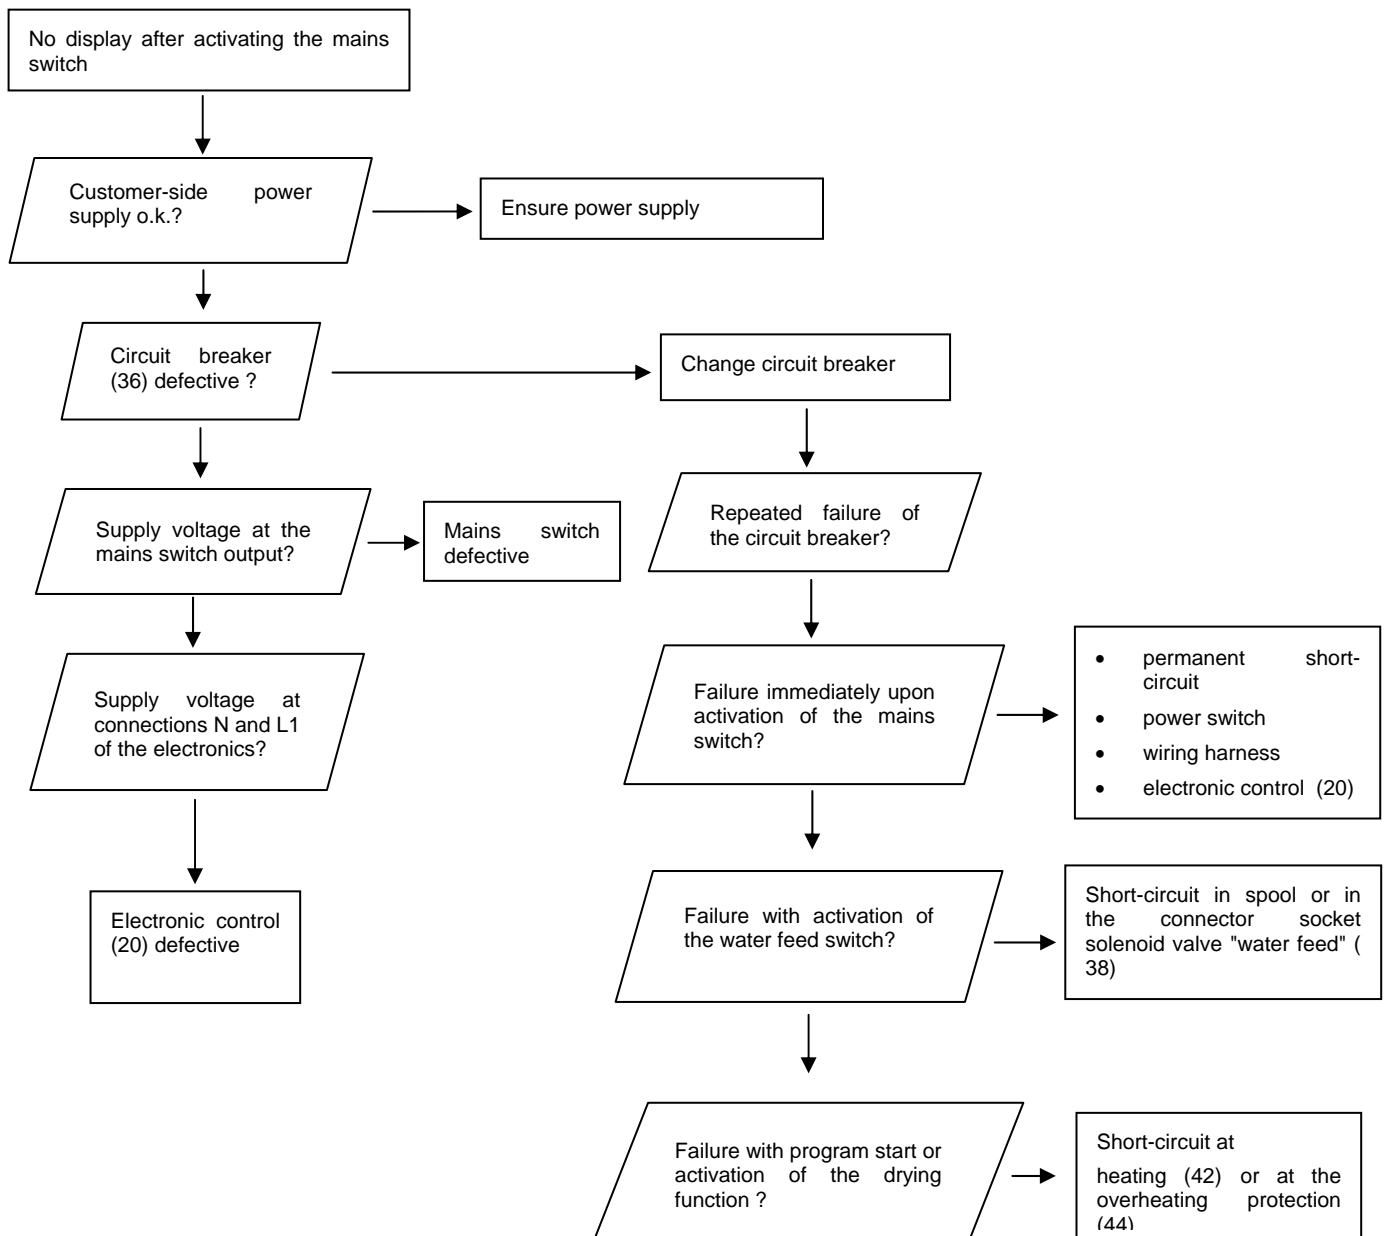 No display after activating the mains
switch
Customer-side power
supply o.k.?
Ensure power supply
Circuit breaker
(36) defective ?
Change circuit breaker
Supply voltage at the
mains switch output?
Mains switch
defective
Repeated failure of
the circuit breaker?
Supply voltage at
connections N and L1
of the electronics?
Failure immediately upon
activation of the mains
switch?
• permanent short-
circuit
• power switch
• wiring harness
• electronic control (20)
Electronic control
(20) defective
Failure with activation of
the water feed switch?
Short-circuit in spool or in
the connector socket
solenoid valve "water feed" (
38)
Failure with program start or
activation of the drying
function ?
Short-circuit at
heating (42) or at the
overheating protection
(44)